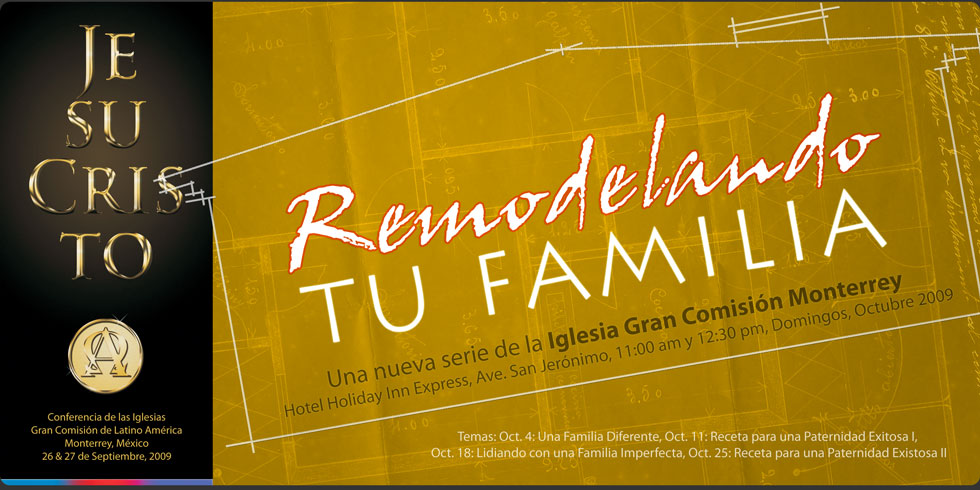 JE
SU
CRIS
TO
Conferencia de las Iglesias
Gran Comisión de Latino América
Monterrey, México
26 & 27 de Septiembre, 2009
Remodelando
TU FAMILIA
Una nueva serie de la Iglesia Gran Comisión Monterrey
Hotel Holiday Inn Express, Ave. San Jerónimo, 11:00 am y 12:30 pm, Domingos, Octubre 2009
Temas: Oct. 4: Una Familia Diferente, Oct. 11: Receta para una Paternidad Exitosa I,
Oct. 18: Lidiando con una Familia Imperfecta, Oct. 25: Receta para una Paternidad Existosa II
3.60
3.00